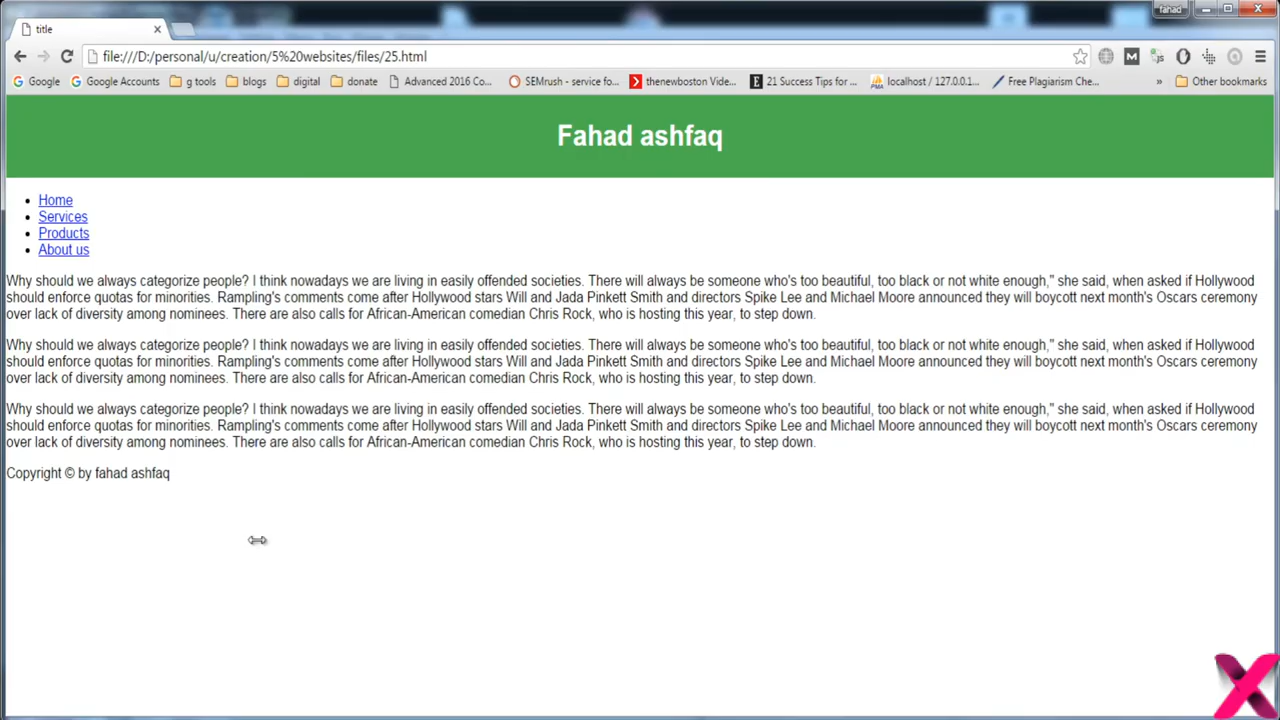 fahad
title
file:///D:/personal/u/creation/5%20websites/files/25.html
Google Google Accounts g tools blogs digital donate Advanced 2016 Co... SEMrush - service fo... thenewboston Vide... 21 Success Tips for ... localhost / 127.0.0.1... Free Plagiarism Che... » Other bookmarks
Fahad ashfaq
• Home
• Services
• Products
• About us
Why should we always categorize people? I think nowadays we are living in easily offended societies. There will always be someone who's too beautiful, too black or not white enough," she said, when asked if Hollywood
should enforce quotas for minorities. Rampling's comments come after Hollywood stars Will and Jada Pinkett Smith and directors Spike Lee and Michael Moore announced they will boycott next month's Oscars ceremony
over lack of diversity among nominees. There are also calls for African-American comedian Chris Rock, who is hosting this year, to step down.
Why should we always categorize people? I think nowadays we are living in easily offended societies. There will always be someone who's too beautiful, too black or not white enough," she said, when asked if Hollywood
should enforce quotas for minorities. Rampling's comments come after Hollywood stars Will and Jada Pinkett Smith and directors Spike Lee and Michael Moore announced they will boycott next month's Oscars ceremony
over lack of diversity among nominees. There are also calls for African-American comedian Chris Rock, who is hosting this year, to step down.
Why should we always categorize people? I think nowadays we are living in easily offended societies. There will always be someone who's too beautiful, too black or not white enough," she said, when asked if Hollywood
should enforce quotas for minorities. Rampling's comments come after Hollywood stars Will and Jada Pinkett Smith and directors Spike Lee and Michael Moore announced they will boycott next month's Oscars ceremony
over lack of diversity among nominees. There are also calls for African-American comedian Chris Rock, who is hosting this year, to step down.
Copyright © by fahad ashfaq